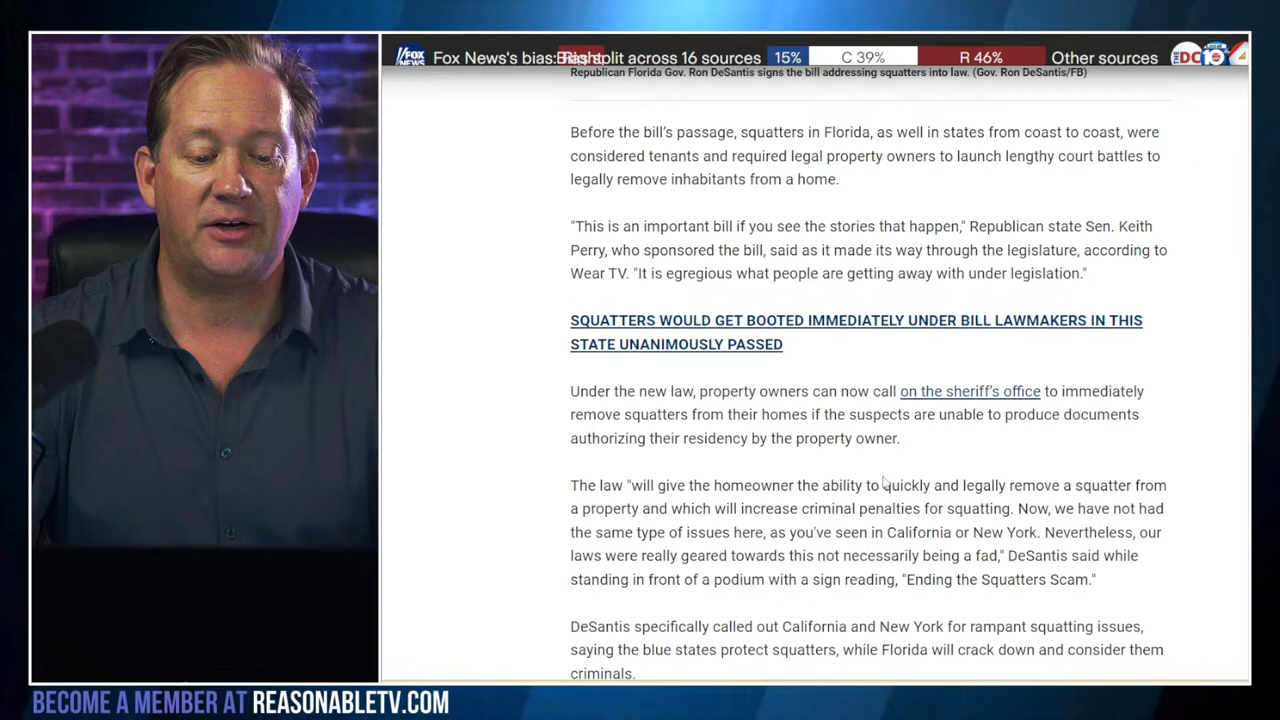 FOX NEWS Fox News's bias: Right
Bias split across 16 sources 15% C 39% R 46% Other sources
Republican Florida Gov. Ron DeSantis signs the bill addressing squatters into law. (Gov. Ron DeSantis/FB)
Before the bill's passage, squatters in Florida, as well in states from coast to coast, were
considered tenants and required legal property owners to launch lengthy court battles to
legally remove inhabitants from a home.
"This is an important bill if you see the stories that happen," Republican state Sen. Keith
Perry, who sponsored the bill, said as it made its way through the legislature, according to
Wear TV. "It is egregious what people are getting away with under legislation."
SQUATTERS WOULD GET BOOTED IMMEDIATELY UNDER BILL LAWMAKERS IN THIS
STATE UNANIMOUSLY PASSED
Under the new law, property owners can now call on the sheriff's office to immediately
remove squatters from their homes if the suspects are unable to produce documents
authorizing their residency by the property owner.
The law "will give the homeowner the ability to quickly and legally remove a squatter from
a property and which will increase criminal penalties for squatting. Now, we have not had
the same type of issues here, as you've seen in California or New York. Nevertheless, our
laws were really geared towards this not necessarily being a fad," DeSantis said while
standing in front of a podium with a sign reading, "Ending the Squatters Scam."
DeSantis specifically called out California and New York for rampant squatting issues,
saying the blue states protect squatters, while Florida will crack down and consider them
criminals.
BECOME A MEMBER AT REASONABLETV.COM